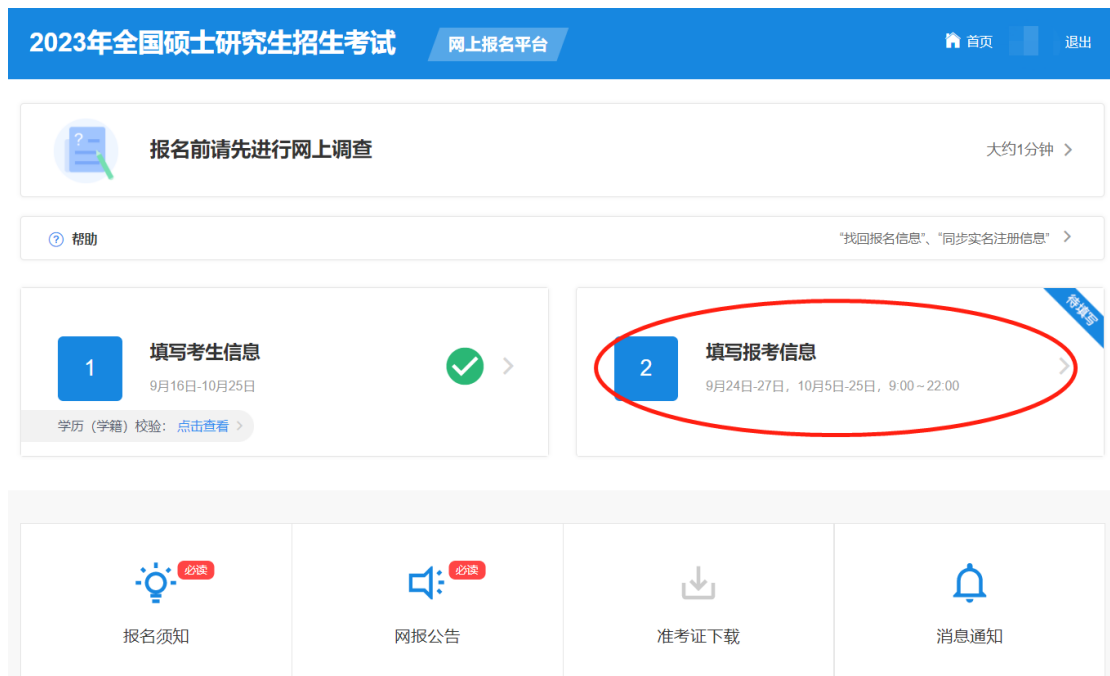 2023年全国硕士研究生招生考试 网上报名平台 首页 退出
报名前请先进行网上调查 大约1分钟
帮助 “找回报名信息”、“同步实名注册信息”
待填写
1 填写考生信息
9月16日-10月25日
学历（学籍）校验： 点击查看
2 填写报考信息
9月24日-27日，10月5日-25日，9:00～22:00
必读 必读
报名须知 网报公告 准考证下载 消息通知